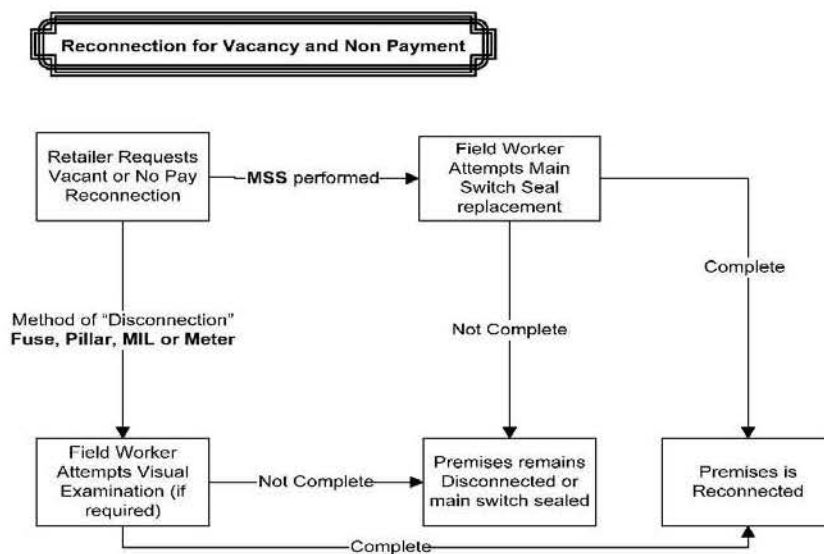 Reconnection for Vacancy and Non Payment
Retailer Requests
Vacant or No Pay
Reconnection
MSS performed
Field Worker
Attempts Main
Switch Seal
replacement
Complete
Not Complete
Method of “Disconnection”
Fuse, Pillar, MIL or Meter
Field Worker
Attempts Visual
Examination (if
required)
Not Complete
Premises remains
Disconnected or
main switch sealed
Premises is
Reconnected
Complete